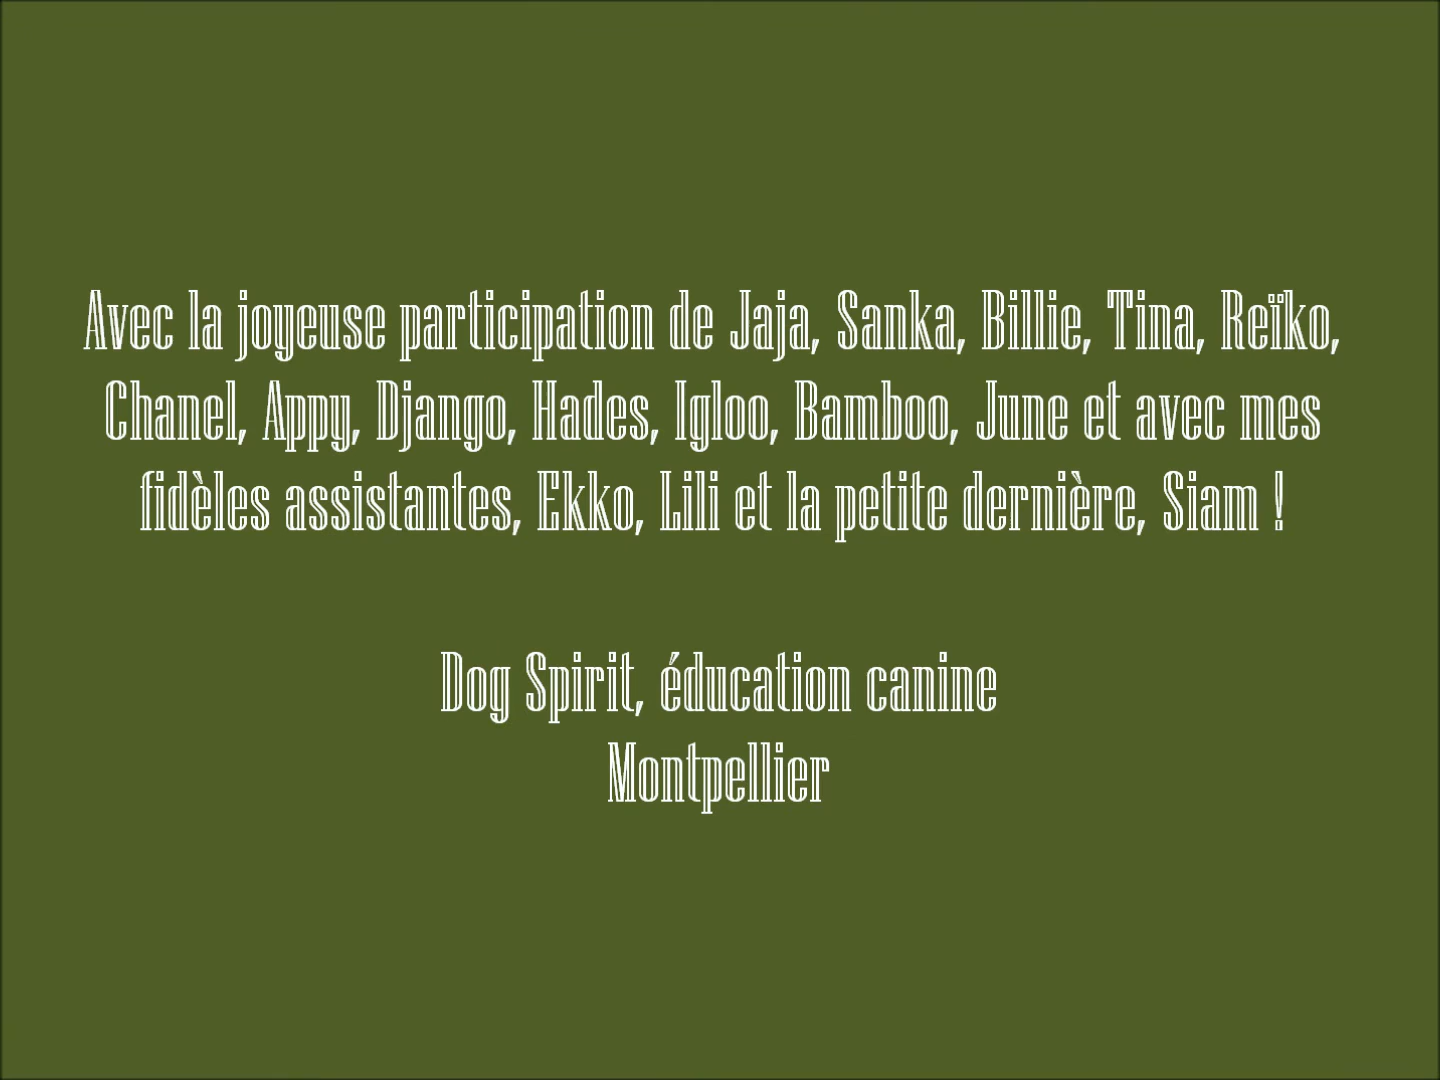 Avec la joyeuse participation de Jaja, Sanka, Billie, Tina, Reïko,
Chanel, Appy, Django, Hades, Igloo, Bamboo, June et avec mes
fidèles assistantes, Ekko, Lili et la petite dernière, Siam !
Dog Spirit, éducation canine
Montpellier